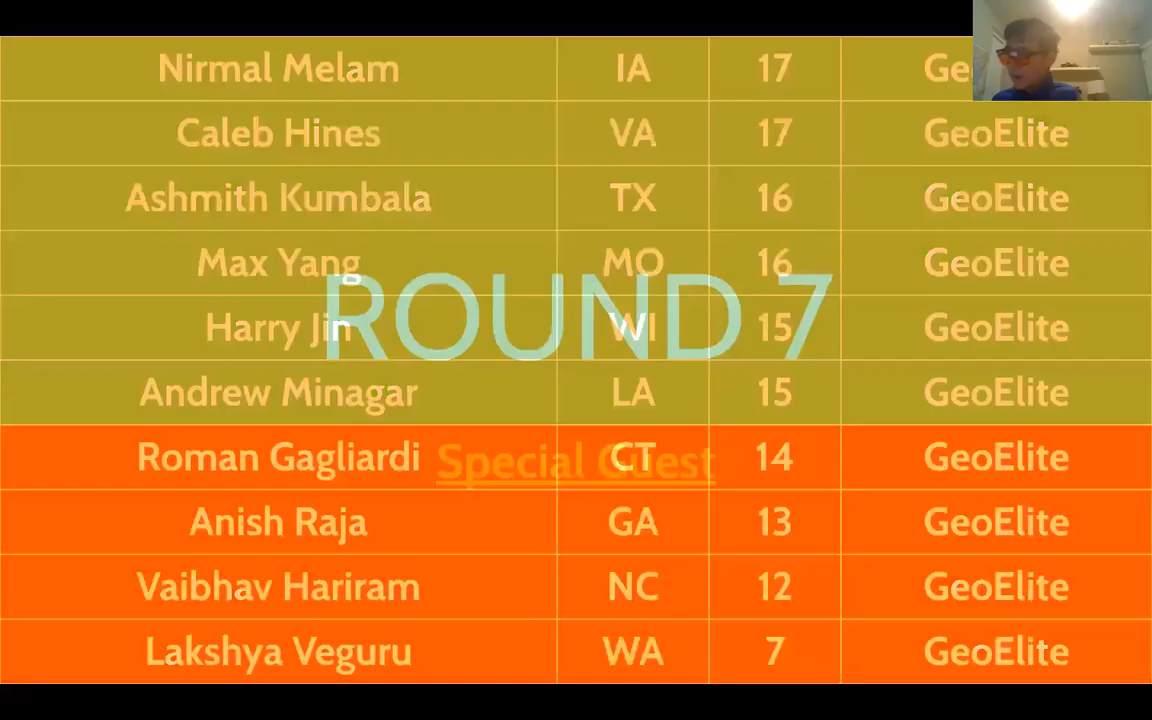 Nirmal Melam IA 17 Ge
Caleb Hines VA 17 GeoElite
Ashmith Kumbala TX 16 GeoElite
Max Yang MO 16 GeoElite
ROUND 7
Harry Jin WI 15 GeoElite
Andrew Minagar LA 15 GeoElite
Roman Gagliardi CT 14 GeoElite
Special Guest
Anish Raja GA 13 GeoElite
Vaibhav Hariram NC 12 GeoElite
Lakshya Veguru WA 7 GeoElite